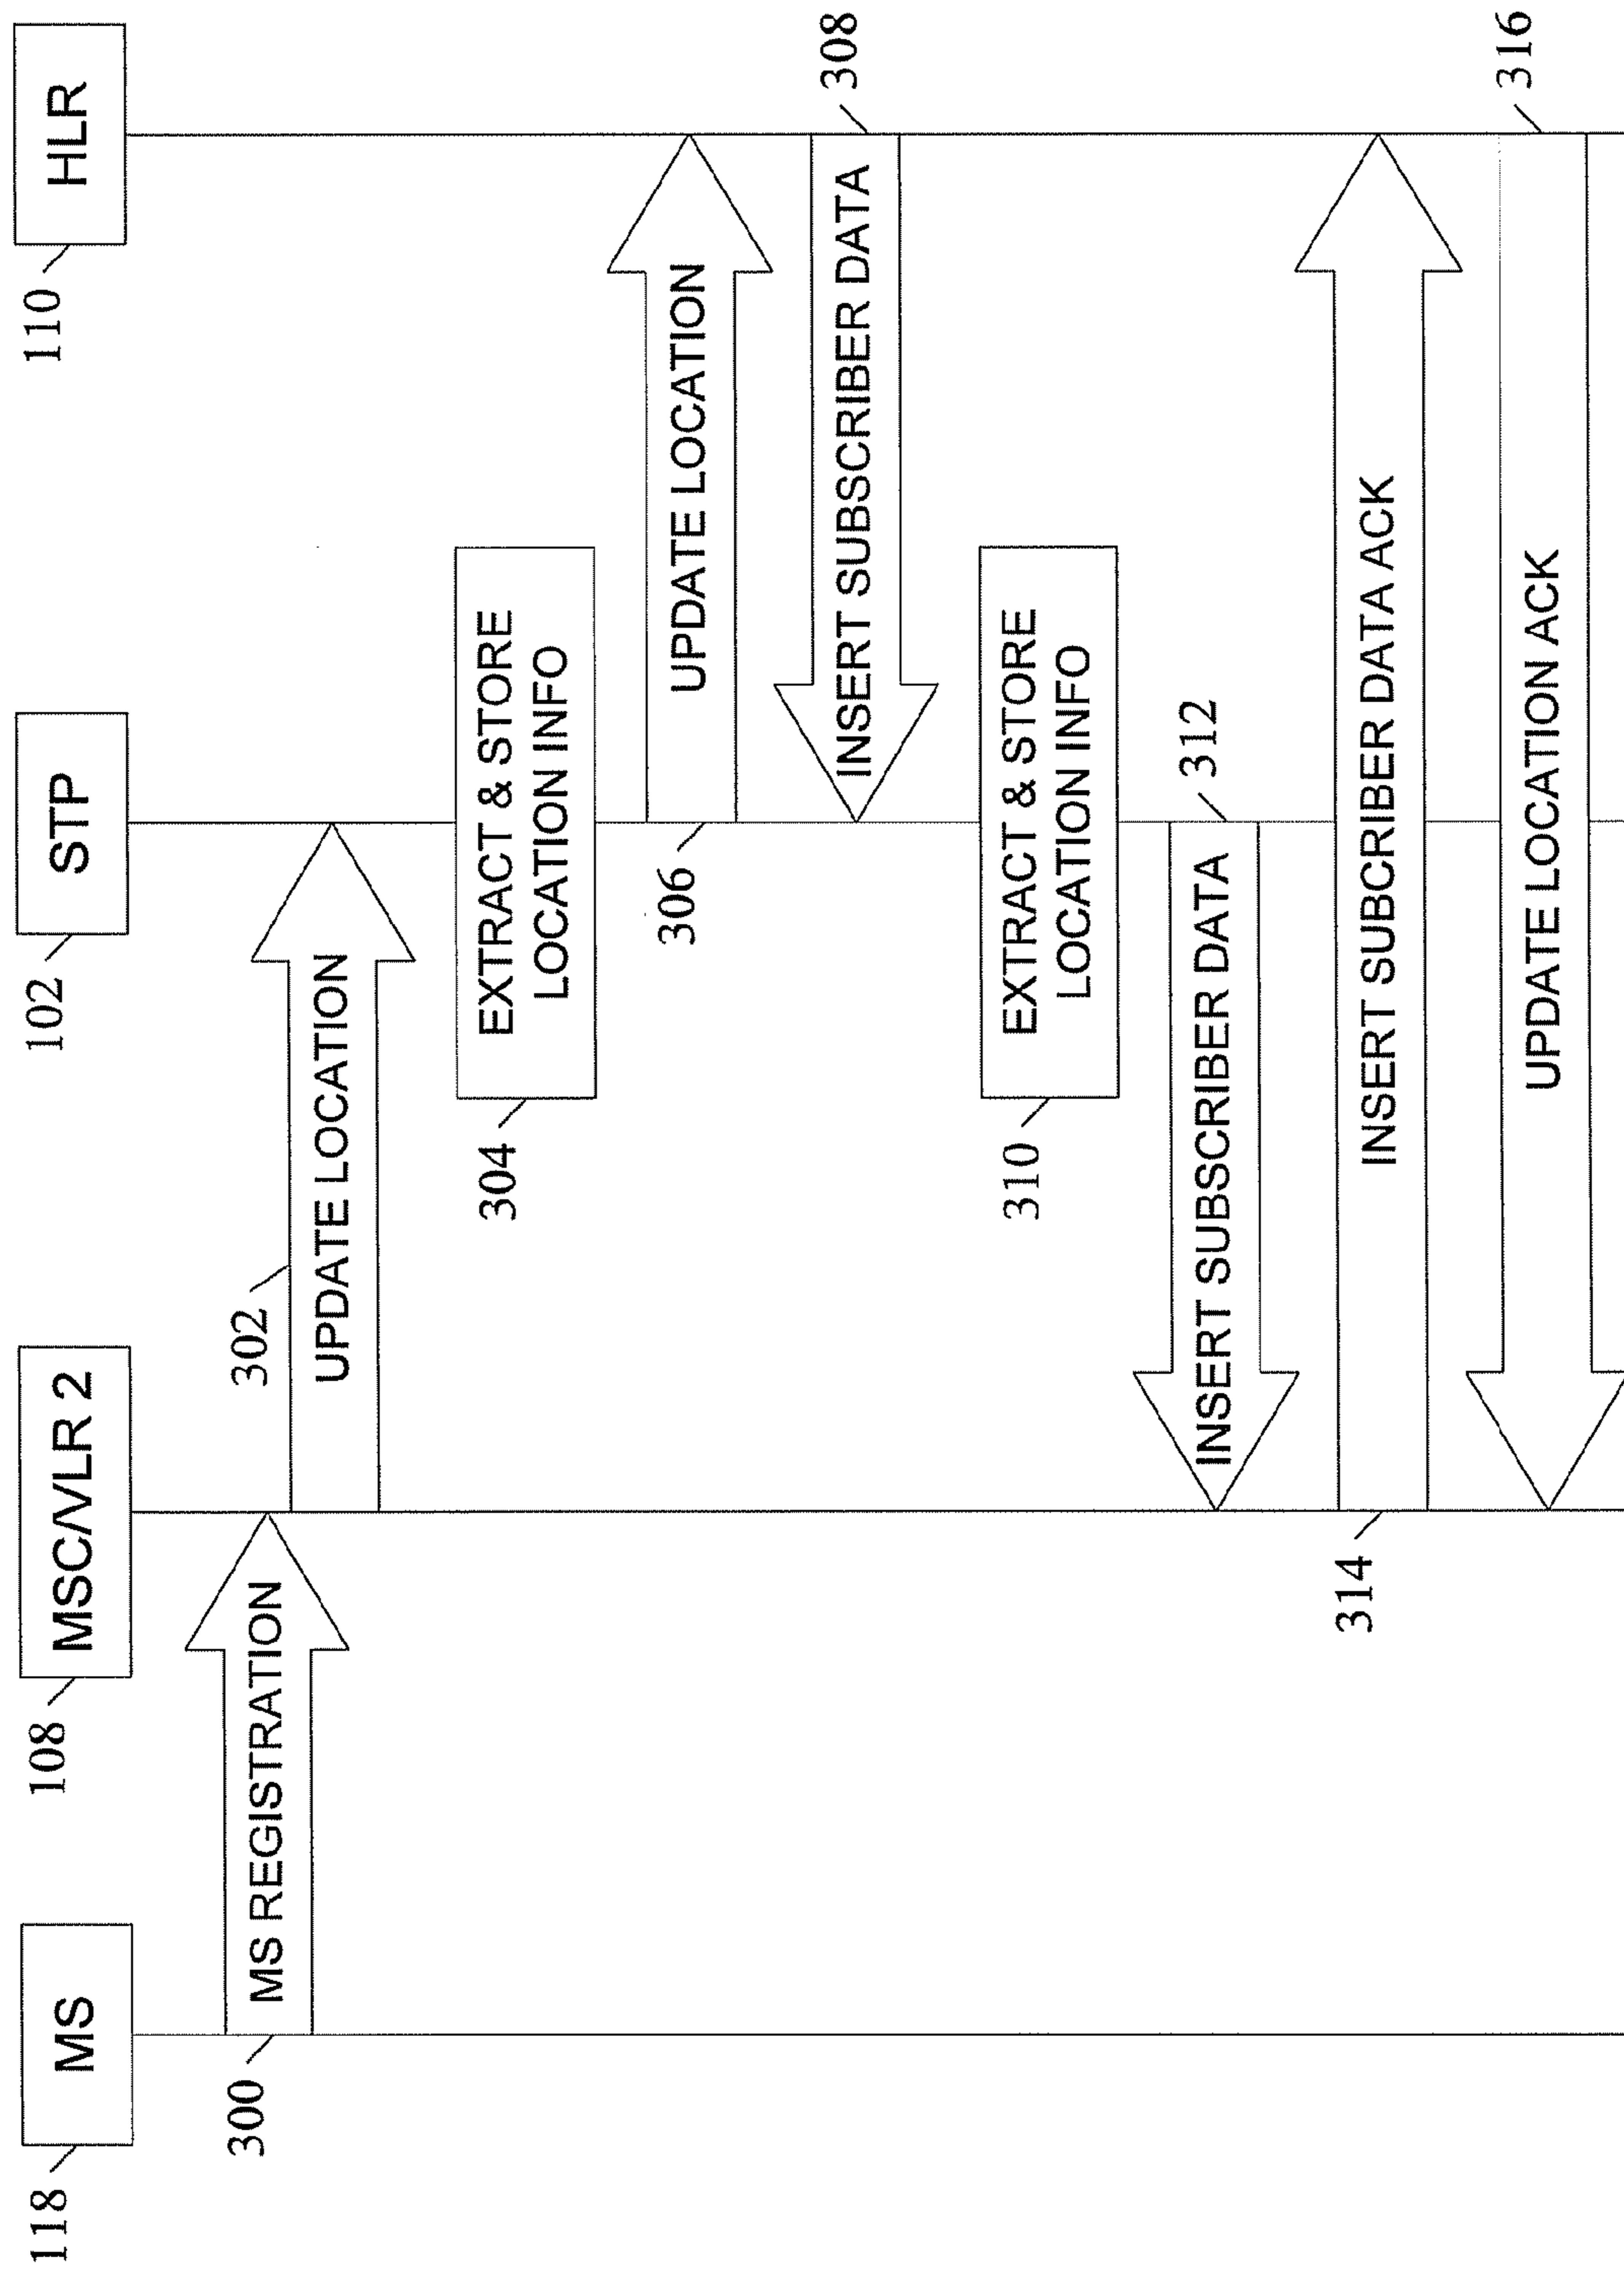 MS
118
MSC/VLR 2
108
STP
102
HLR
110
MS REGISTRATION
300
302
UPDATE LOCATION
EXTRACT & STORE
LOCATION INFO
304
UPDATE LOCATION
306
INSERT SUBSCRIBER DATA
308
EXTRACT & STORE
LOCATION INFO
310
INSERT SUBSCRIBER DATA
312
INSERT SUBCRIBER DATA ACK
314
UPDATE LOCATION ACK
316